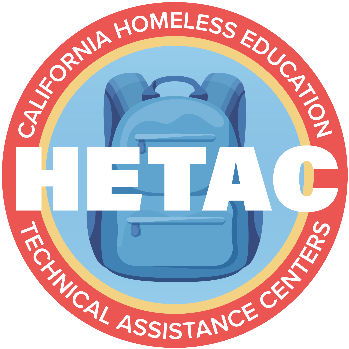 CALIFORNIA HOMELESS EDUCATION
HETAC
TECHNICAL ASSISTANCE CENTERS